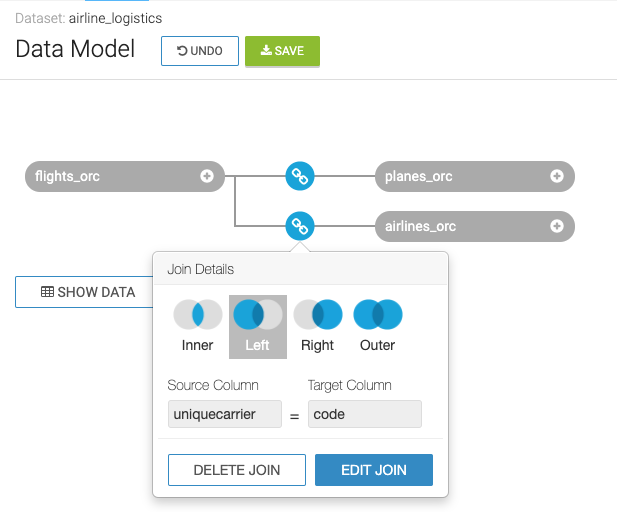 Dataset: airline_logistics
Data Model
UNDO
SAVE
flights_orc
planes_orc
airlines_orc
SHOW DATA
Join Details
Inner
Left
Right
Outer
Source Column
Target Column
uniquecarrier = code
DELETE JOIN
EDIT JOIN